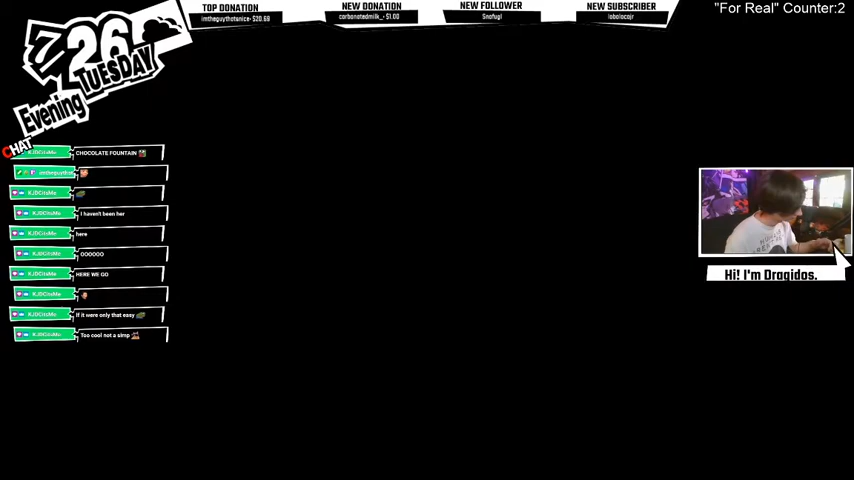 "For Real" Counter:2
TOP DONATION
imtheguythatsnice- $20.69
NEW DONATION
carbonatedmilk_- $1.00
NEW FOLLOWER
Snafugl
NEW SUBSCRIBER
7
26
TUESDAY
Evening
CHAT
KJDCitsMe CHOCOLATE FOUNTAIN
imtheguythat
KJDCitsMe
KJDCitsMe I haven't been her
KJDCitsMe here
KJDCitsMe OOOOOO
KJDCitsMe HERE WE GO
KJDCitsMe
KJDCitsMe If it were only that easy
KJDCitsMe Too cool not a simp
Hi! I'm Dragidos.